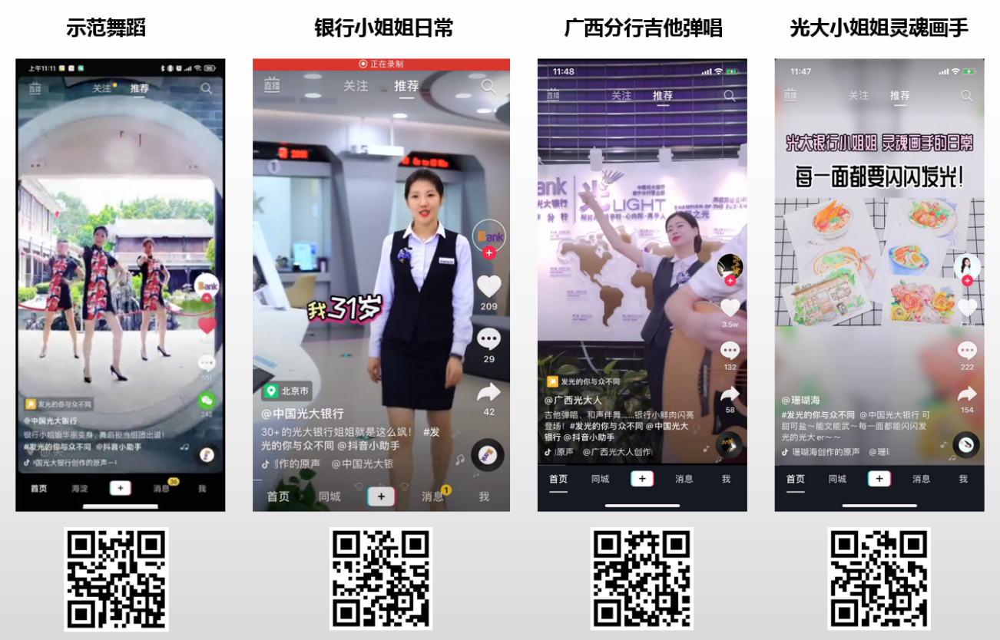 示范舞蹈
银行小姐姐日常
广西分行吉他弹唱
光大小姐姐灵魂画手
上午11:11
直播
关注
推荐
Bank
551
242
发光的你与众不同
@中国光大银行
银行小姐姐华丽变身、舞蹈担当组团出道!
#发光的你与众不同 @抖音小助手
国光大银行创作的原声
首页
海淀
消息
36
我
正在录制
直播
关注
推荐
1
Bank
209
我31岁
29
42
北京市
@中国光大银行
30+的光大银行姐姐就是这么飒! #发
光的你与众不同 @抖音小助手
创作的原声 @中国光大银
首页
同城
消息
1
我
11:48
直播
关注
推荐
光大银行
LIGHT
CHAMPION OF THE
3.5w
132
58
发光的你与众不同
@广西光大人
吉他弹唱、和声伴舞......银行小鲜肉闪亮
登场! #发光的你与众不同 @中国光大
银行 @抖音小助手
原声 @广西光大人创作
首页
同城
消息
我
11:47
直播
关注
推荐
光大银行小姐姐 灵魂画手的日常
每一面都要闪闪发光!
222
154
@珊瑚海
#发光的你与众不同 @中国光大银行 可
甜可盐~能文能武~每一面都能闪闪发
光的光大er~~
珊瑚海创作的原声 @珊
首页
同城
消息
我